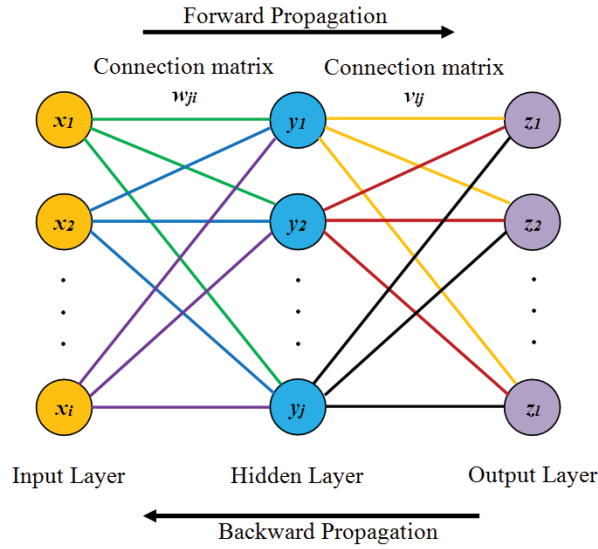 Forward Propagation
Connection matrix Connection matrix
wji vlj
x1 y1 z1
x2 y2 z2
xi yj zl
Input Layer Hidden Layer Output Layer
Backward Propagation